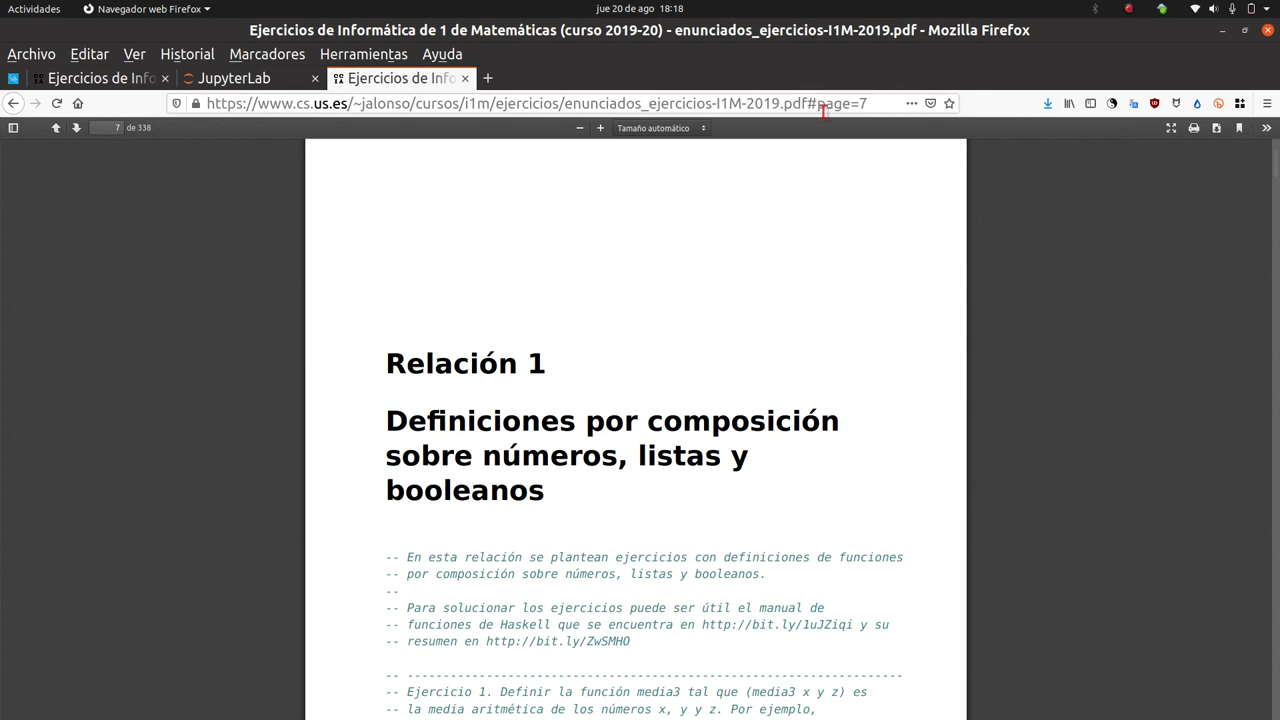 Actividades Navegador web Firefox jue 20 de ago 18:18
Ejercicios de Informática de 1 de Matemáticas (curso 2019-20) - enunciados_ejercicios-I1M-2019.pdf - Mozilla Firefox
Archivo Editar Ver Historial Marcadores Herramientas Ayuda
Ejercicios de Info JupyterLab Ejercicios de Info
https://www.cs.us.es/~jalonso/cursos/i1m/ejercicios/enunciados_ejercicios-I1M-2019.pdf#page=7
7 de 338 Tamaño automático
Relación 1
Definiciones por composición
sobre números, listas y
booleanos
-- En esta relación se plantean ejercicios con definiciones de funciones
-- por composición sobre números, listas y booleanos.
--
-- Para solucionar los ejercicios puede ser útil el manual de
-- funciones de Haskell que se encuentra en http://bit.ly/1uJZiqi y su
-- resumen en http://bit.ly/ZwSMHO
-- ---------------------------------------------------------------------
-- Ejercicio 1. Definir la función media3 tal que (media3 x y z) es
-- la media aritmética de los números x, y y z. Por ejemplo,